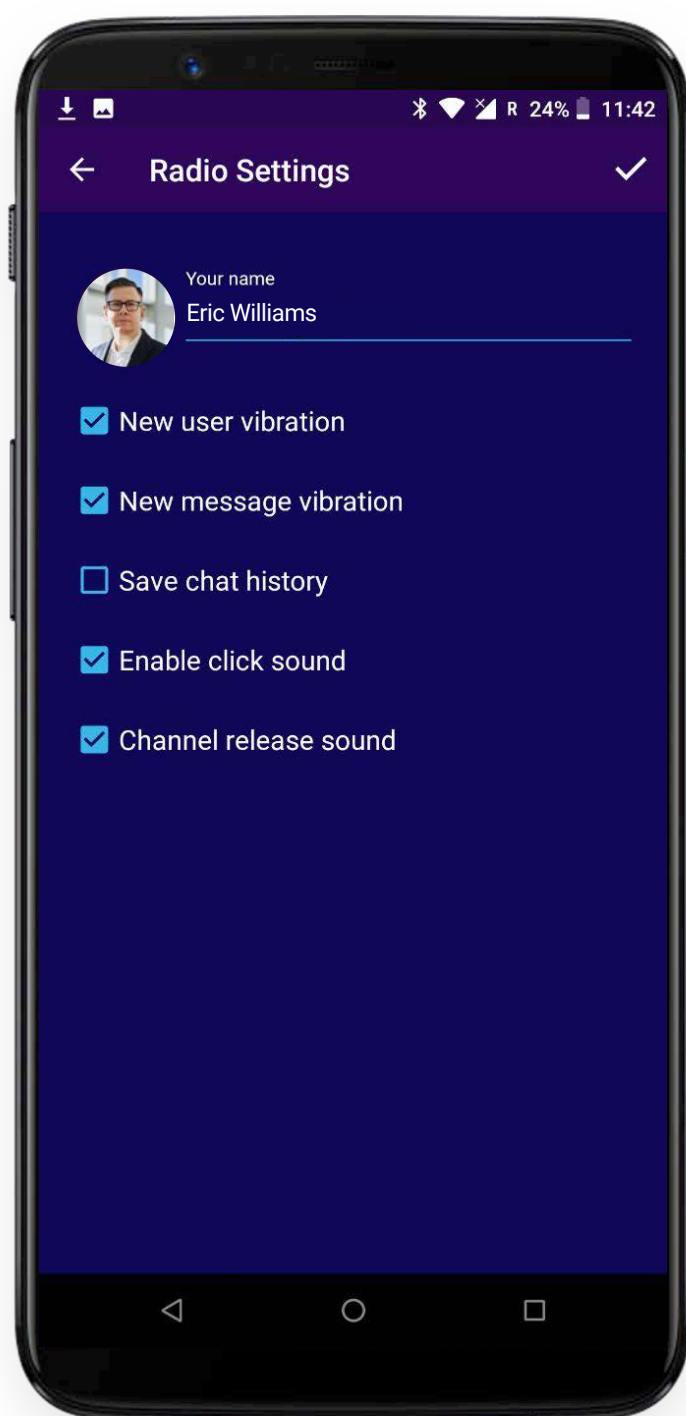 R 24% 11:42
Radio Settings
Your name
Eric Williams
New user vibration
New message vibration
Save chat history
Enable click sound
Channel release sound